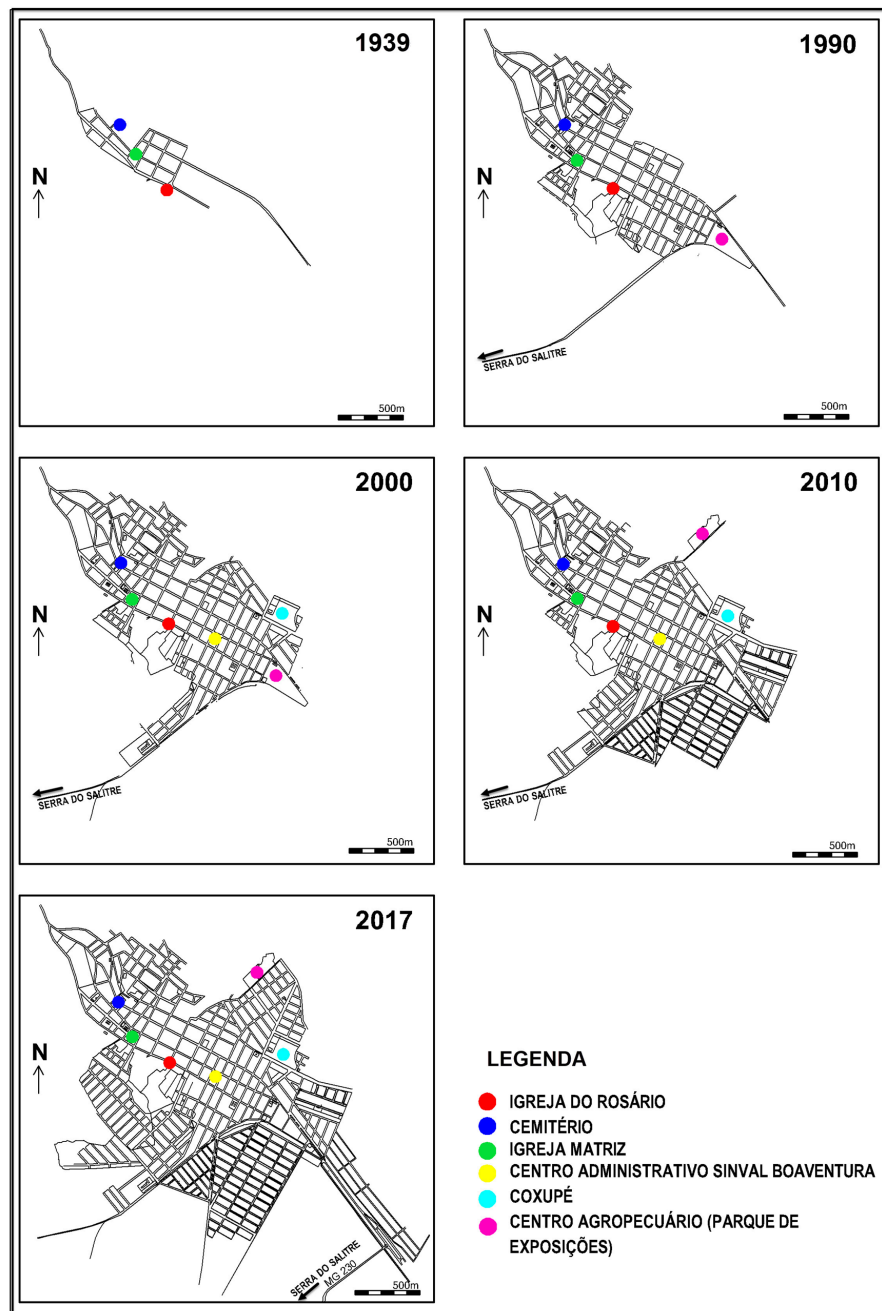 1939
N
500m
1990
N
SERRA DO SALITRE
500m
2000
N
SERRA DO SALITRE
500m
2010
N
SERRA DO SALITRE
500m
2017
N
SERRA DO SALITRE
MG 230
500m
LEGENDA
IGREJA DO ROSÁRIO
CEMITÉRIO
IGREJA MATRIZ
CENTRO ADMINISTRATIVO SINVAL BOAVENTURA
COXUPÉ
CENTRO AGROPECUÁRIO (PARQUE DE
EXPOSIÇÕES)